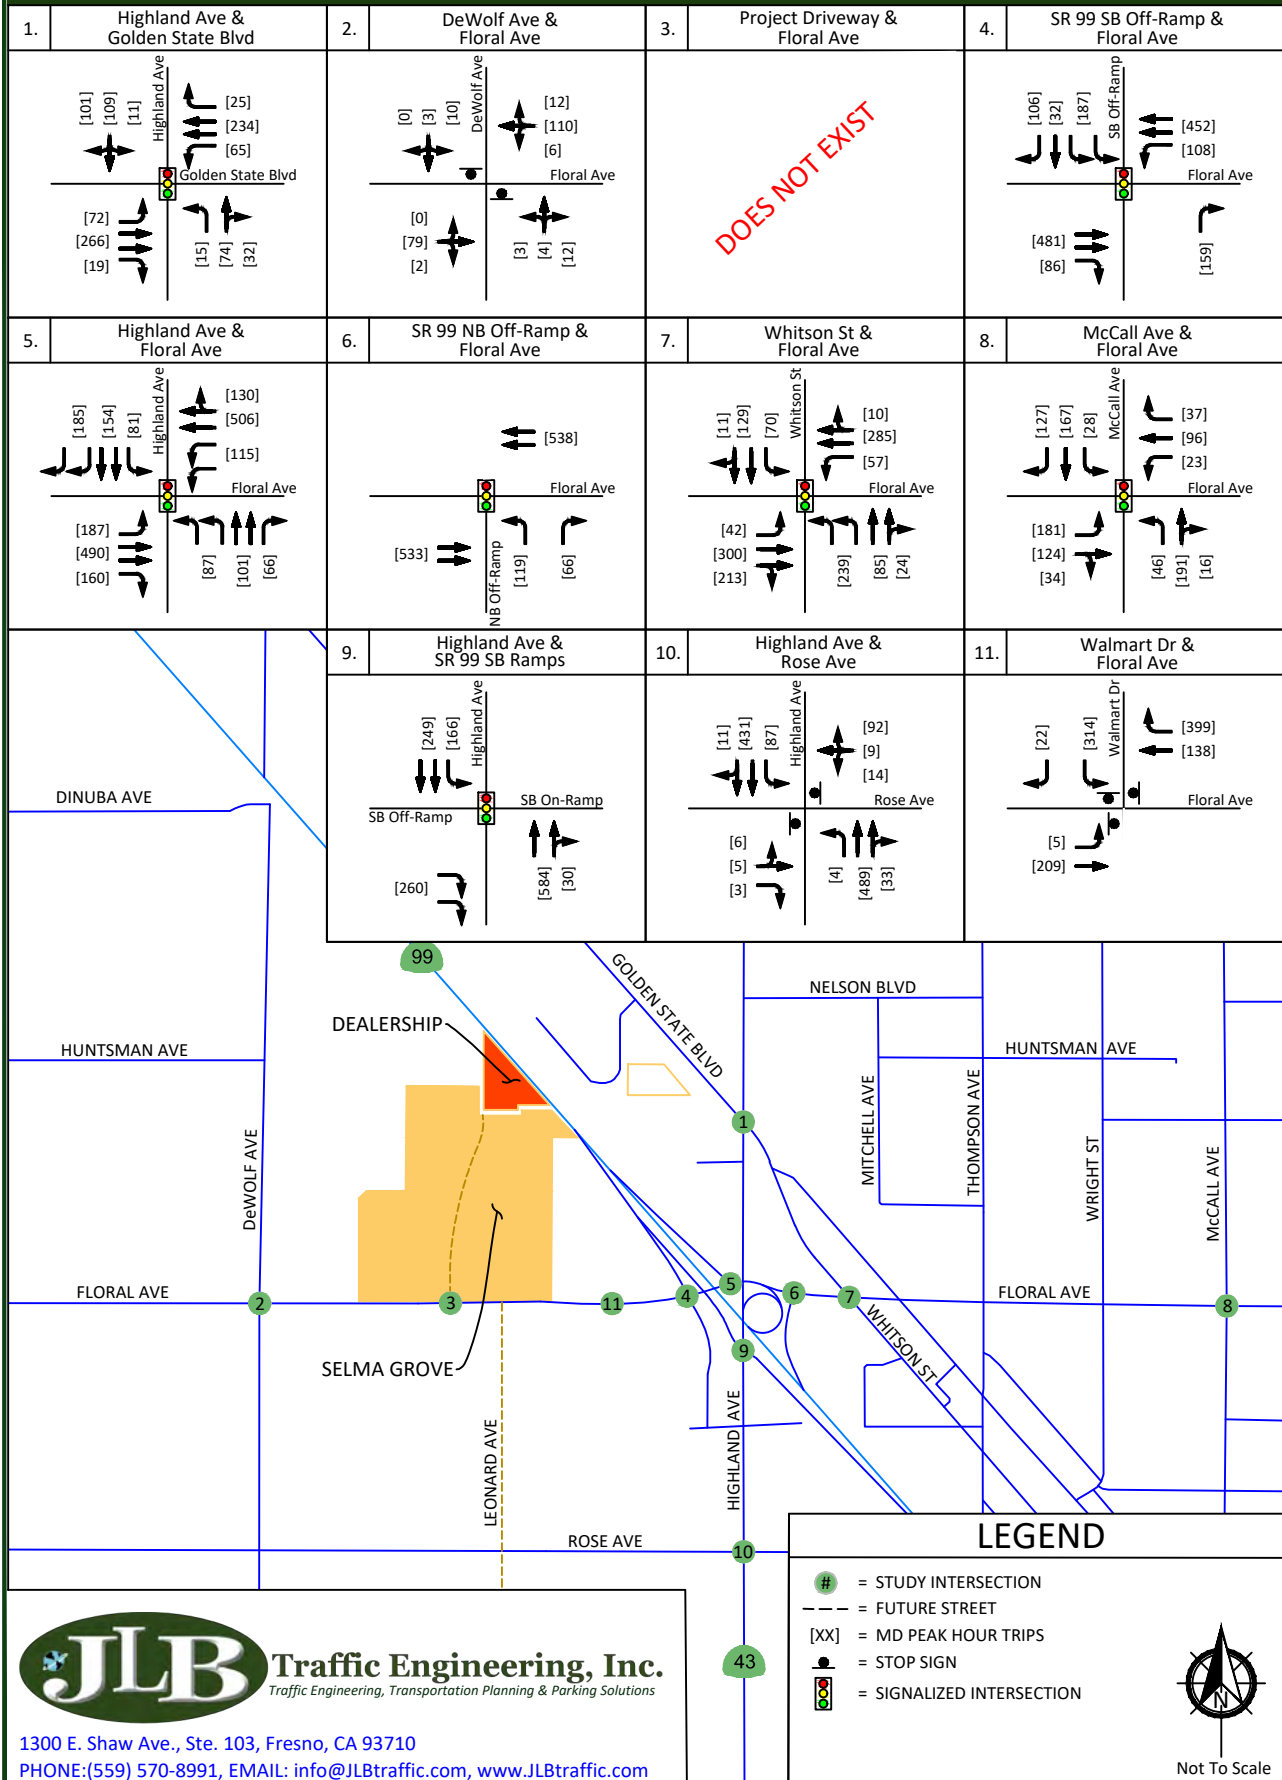 1.
Highland Ave &
Golden State Blvd
[101] [109] [11]
Highland Ave
[25]
[234]
[65]
Golden State Blvd
[72]
[266]
[19]
[15] [74] [32]
2.
DeWolf Ave &
Floral Ave
[0] [3] [10]
DeWolf Ave
[12]
[110]
[6]
Floral Ave
[0]
[79]
[2]
[3] [4] [12]
3.
Project Driveway &
Floral Ave
DOES NOT EXIST
4.
SR 99 SB Off-Ramp &
Floral Ave
[106] [32] [187]
SB Off-Ramp
[452]
[108]
Floral Ave
[481]
[86]
[159]
5.
Highland Ave &
Floral Ave
[185] [154] [81]
Highland Ave
[130]
[506]
[115]
Floral Ave
[187]
[490]
[160]
[87] [101] [66]
6.
SR 99 NB Off-Ramp &
Floral Ave
[538]
Floral Ave
[533]
NB Off-Ramp
[119] [66]
7.
Whitson St &
Floral Ave
[11] [129] [70]
Whitson St
[10]
[285]
[57]
Floral Ave
[42]
[300]
[213]
[239] [85] [24]
8.
McCall Ave &
Floral Ave
[127] [167] [28]
McCall Ave
[37]
[96]
[23]
Floral Ave
[181]
[124]
[34]
[46] [191] [16]
9.
Highland Ave &
SR 99 SB Ramps
[249] [166]
Highland Ave
SB On-Ramp
SB Off-Ramp
[260]
[584] [30]
10.
Highland Ave &
Rose Ave
[11] [431] [87]
Highland Ave
[92]
[9]
[14]
Rose Ave
[6]
[5]
[3]
[4] [489] [33]
11.
Walmart Dr &
Floral Ave
[22] [314]
Walmart Dr
[399]
[138]
Floral Ave
[5]
[209]
DINUBA AVE
99
GOLDEN STATE BLVD
NELSON BLVD
DEALERSHIP
HUNTSMAN AVE
HUNTSMAN AVE
MITCHELL AVE
THOMPSON AVE
WRIGHT ST
McCALL AVE
DeWOLF AVE
1
FLORAL AVE
2
3
11
4
5
6
7
FLORAL AVE
8
9
WHITSON ST
SELMA GROVE
LEONARD AVE
HIGHLAND AVE
ROSE AVE
10
43
LEGEND
# = STUDY INTERSECTION
= FUTURE STREET
[XX] = MD PEAK HOUR TRIPS
= STOP SIGN
= SIGNALIZED INTERSECTION
N
Not To Scale
JLB Traffic Engineering, Inc.
Traffic Engineering, Transportation Planning & Parking Solutions
1300 E. Shaw Ave., Ste. 103, Fresno, CA 93710
PHONE:(559) 570-8991, EMAIL: info@JLBtraffic.com, www.JLBtraffic.com